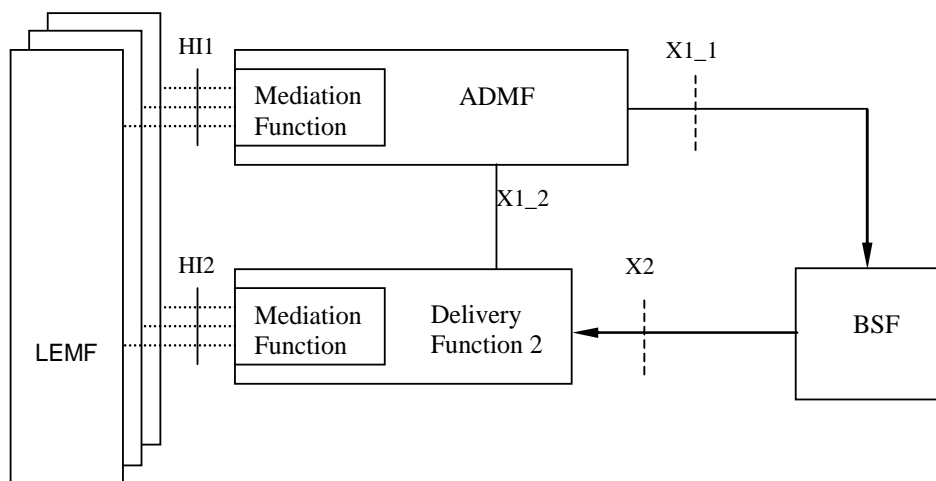 HI1
X1_1
Mediation
Function
ADMF
X1_2
HI2
X2
Mediation
Function
Delivery
Function 2
BSF
LEMF